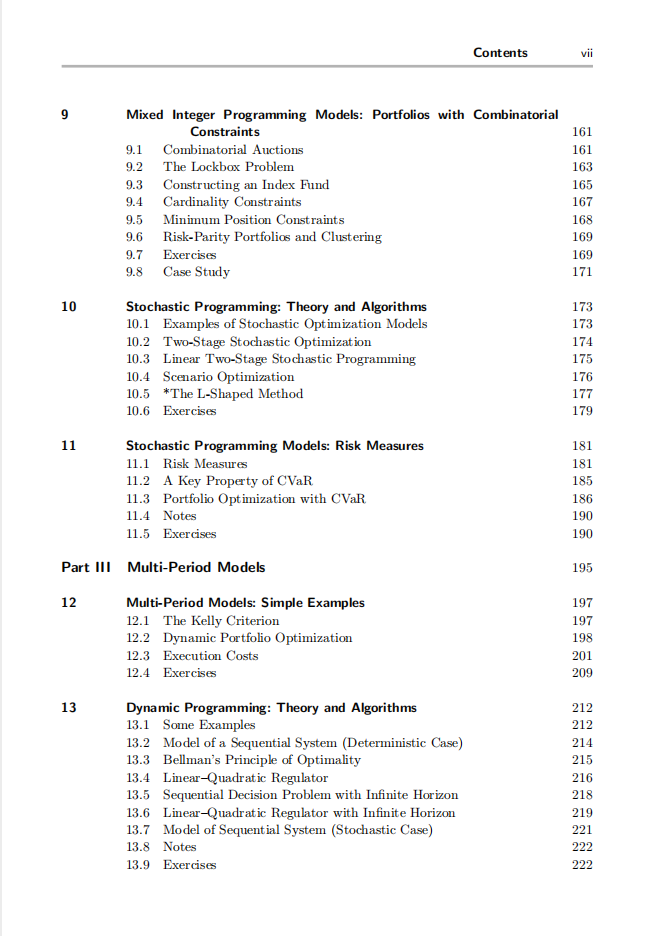 Contents vii
9 Mixed Integer Programming Models: Portfolios with Combinatorial
Constraints 161
9.1 Combinatorial Auctions 161
9.2 The Lockbox Problem 163
9.3 Constructing an Index Fund 165
9.4 Cardinality Constraints 167
9.5 Minimum Position Constraints 168
9.6 Risk-Parity Portfolios and Clustering 169
9.7 Exercises 169
9.8 Case Study 171
10 Stochastic Programming: Theory and Algorithms 173
10.1 Examples of Stochastic Optimization Models 173
10.2 Two-Stage Stochastic Optimization 174
10.3 Linear Two-Stage Stochastic Programming 175
10.4 Scenario Optimization 176
10.5 *The L-Shaped Method 177
10.6 Exercises 179
11 Stochastic Programming Models: Risk Measures 181
11.1 Risk Measures 181
11.2 A Key Property of CVaR 185
11.3 Portfolio Optimization with CVaR 186
11.4 Notes 190
11.5 Exercises 190
Part III Multi-Period Models 195
12 Multi-Period Models: Simple Examples 197
12.1 The Kelly Criterion 197
12.2 Dynamic Portfolio Optimization 198
12.3 Execution Costs 201
12.4 Exercises 209
13 Dynamic Programming: Theory and Algorithms 212
13.1 Some Examples 212
13.2 Model of a Sequential System (Deterministic Case) 214
13.3 Bellman's Principle of Optimality 215
13.4 Linear–Quadratic Regulator 216
13.5 Sequential Decision Problem with Infinite Horizon 218
13.6 Linear–Quadratic Regulator with Infinite Horizon 219
13.7 Model of Sequential System (Stochastic Case) 221
13.8 Notes 222
13.9 Exercises 222